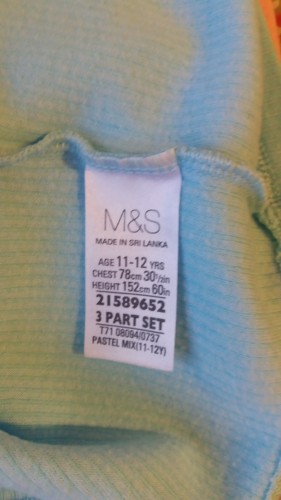 M&S
MADE IN SRI LANKA
AGE 11-12 YRS
CHEST 78cm 30½in
HEIGHT 152cm 60in
21589652
3 PART SET
T71 08094/0737
PASTEL MIX(11-12Y)